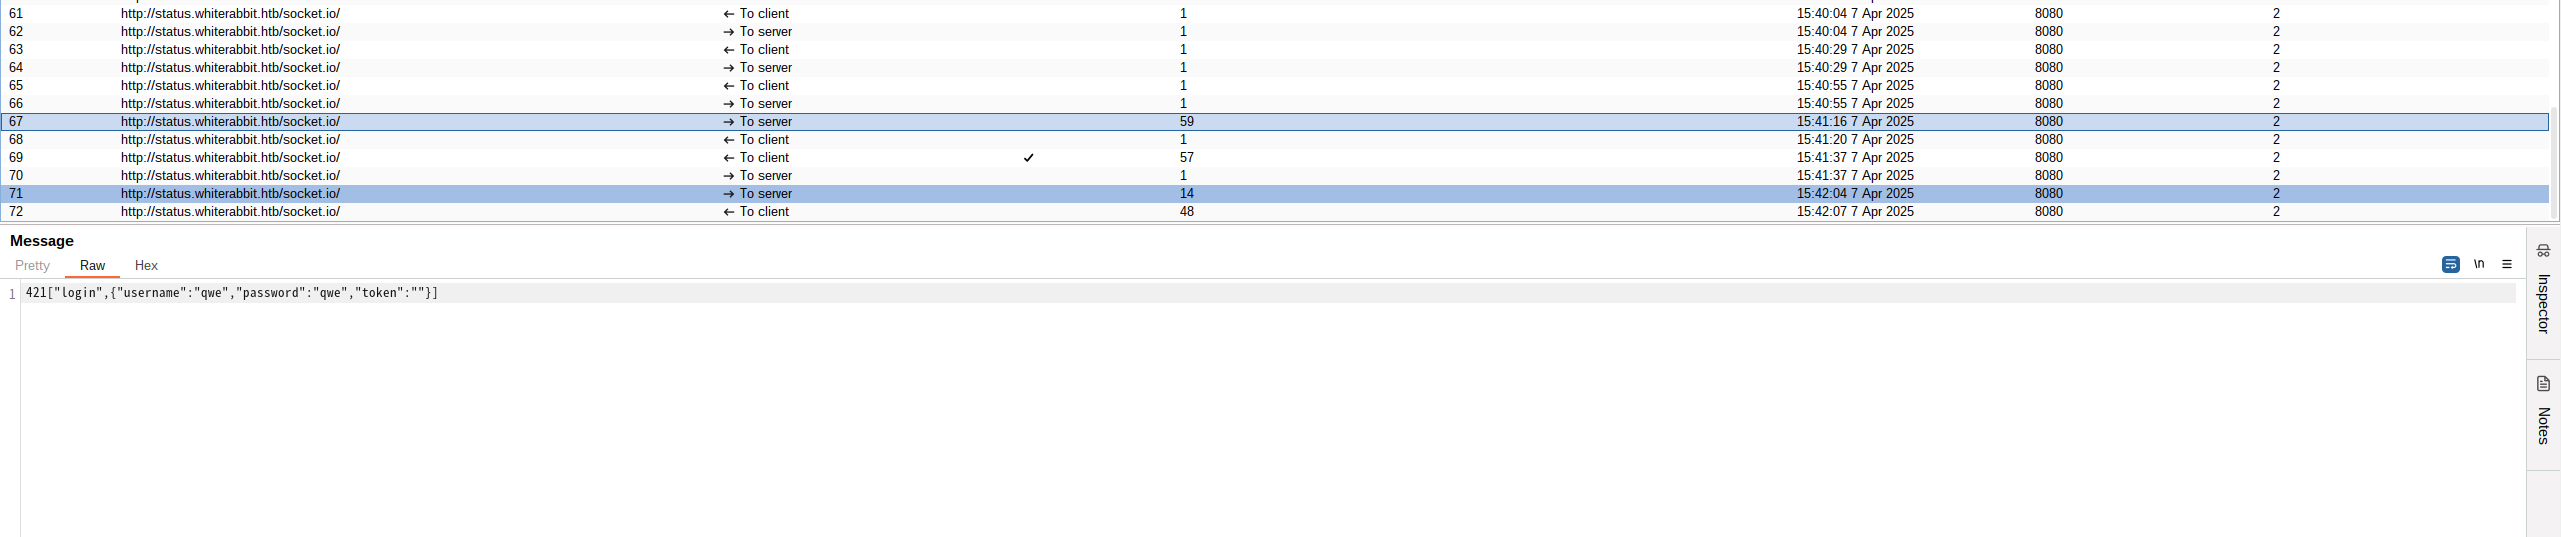 61 http://status.whiterabbit.htb/socket.io/ ← To client 1 15:40:04 7 Apr 2025 8080 2
62 http://status.whiterabbit.htb/socket.io/ → To server 1 15:40:04 7 Apr 2025 8080 2
63 http://status.whiterabbit.htb/socket.io/ ← To client 1 15:40:29 7 Apr 2025 8080 2
64 http://status.whiterabbit.htb/socket.io/ → To server 1 15:40:29 7 Apr 2025 8080 2
65 http://status.whiterabbit.htb/socket.io/ ← To client 1 15:40:55 7 Apr 2025 8080 2
66 http://status.whiterabbit.htb/socket.io/ → To server 1 15:40:55 7 Apr 2025 8080 2
67 http://status.whiterabbit.htb/socket.io/ → To server 59 15:41:16 7 Apr 2025 8080 2
68 http://status.whiterabbit.htb/socket.io/ ← To client 1 15:41:20 7 Apr 2025 8080 2
69 http://status.whiterabbit.htb/socket.io/ ← To client ✓ 57 15:41:37 7 Apr 2025 8080 2
70 http://status.whiterabbit.htb/socket.io/ → To server 1 15:41:37 7 Apr 2025 8080 2
71 http://status.whiterabbit.htb/socket.io/ → To server 14 15:42:04 7 Apr 2025 8080 2
72 http://status.whiterabbit.htb/socket.io/ ← To client 48 15:42:07 7 Apr 2025 8080 2
Message
Pretty Raw Hex \n
1 421["login",{"username":"qwe","password":"qwe","token":""}]
Inspector
Notes